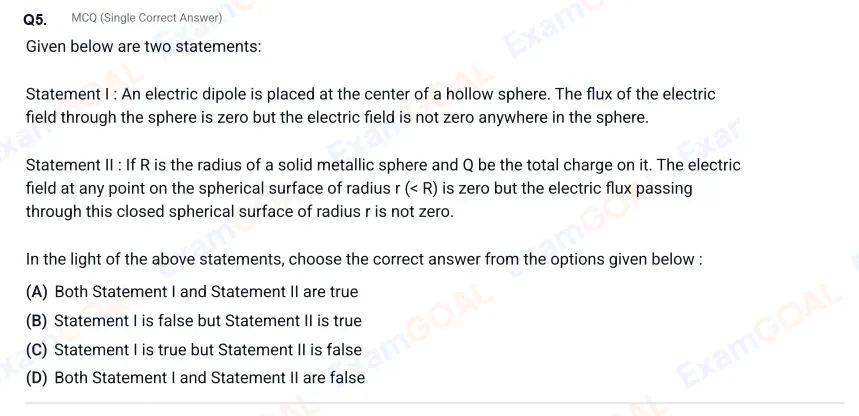 Q5. MCQ (Single Correct Answer)
Given below are two statements:
Statement I : An electric dipole is placed at the center of a hollow sphere. The flux of the electric
field through the sphere is zero but the electric field is not zero anywhere in the sphere.
Statement II : If R is the radius of a solid metallic sphere and Q be the total charge on it. The electric
field at any point on the spherical surface of radius r (< R) is zero but the electric flux passing
through this closed spherical surface of radius r is not zero.
In the light of the above statements, choose the correct answer from the options given below :
(A) Both Statement I and Statement II are true
(B) Statement I is false but Statement II is true
(C) Statement I is true but Statement II is false
(D) Both Statement I and Statement II are false